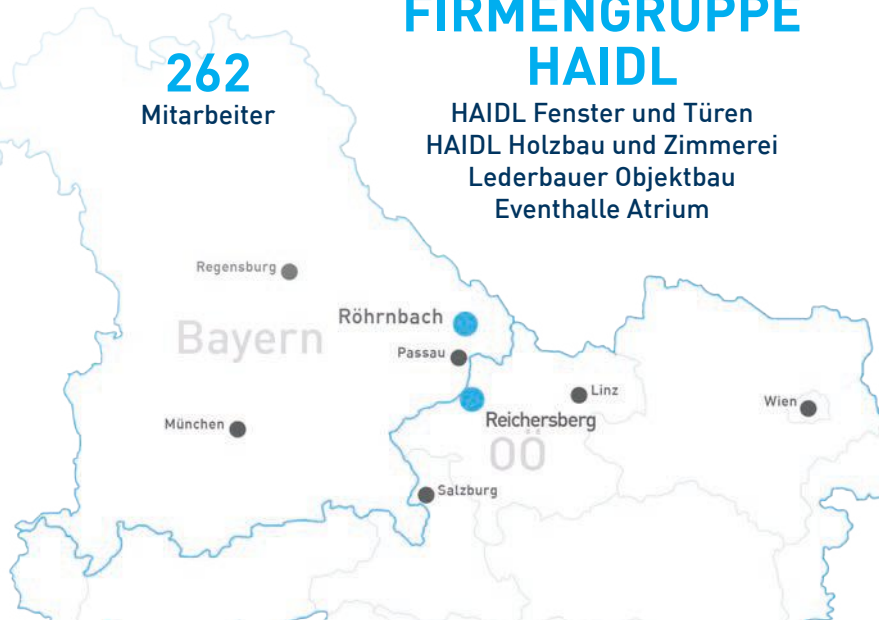 FIRMENGRUPPE
HAIDL
262
Mitarbeiter
HAIDL Fenster und Türen
HAIDL Holzbau und Zimmerei
Lederbauer Objektbau
Eventhalle Atrium
Regensburg
Röhrnbach
Bayern
Passau
Linz
Wien
München
Reichersberg
OÖ
Salzburg